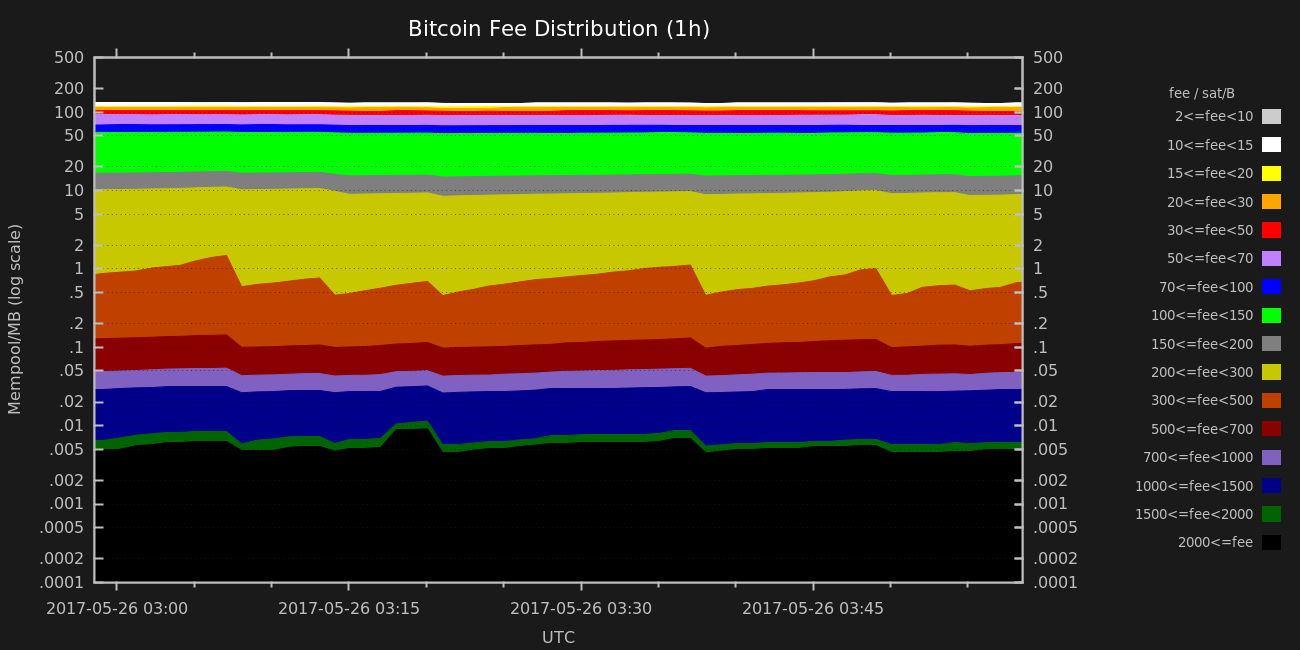 Bitcoin Fee Distribution (1h)
500
200
100
50
20
10
5
2
1
.5
.2
.1
.05
.02
.01
.005
.002
.001
.0005
.0002
.0001
Mempool/MB (log scale)
500
200
100
50
20
10
5
2
1
.5
.2
.1
.05
.02
.01
.005
.002
.001
.0005
.0002
.0001
2017-05-26 03:00
2017-05-26 03:15
2017-05-26 03:30
2017-05-26 03:45
UTC
fee / sat/B
2<=fee<10
10<=fee<15
15<=fee<20
20<=fee<30
30<=fee<50
50<=fee<70
70<=fee<100
100<=fee<150
150<=fee<200
200<=fee<300
300<=fee<500
500<=fee<700
700<=fee<1000
1000<=fee<1500
1500<=fee<2000
2000<=fee